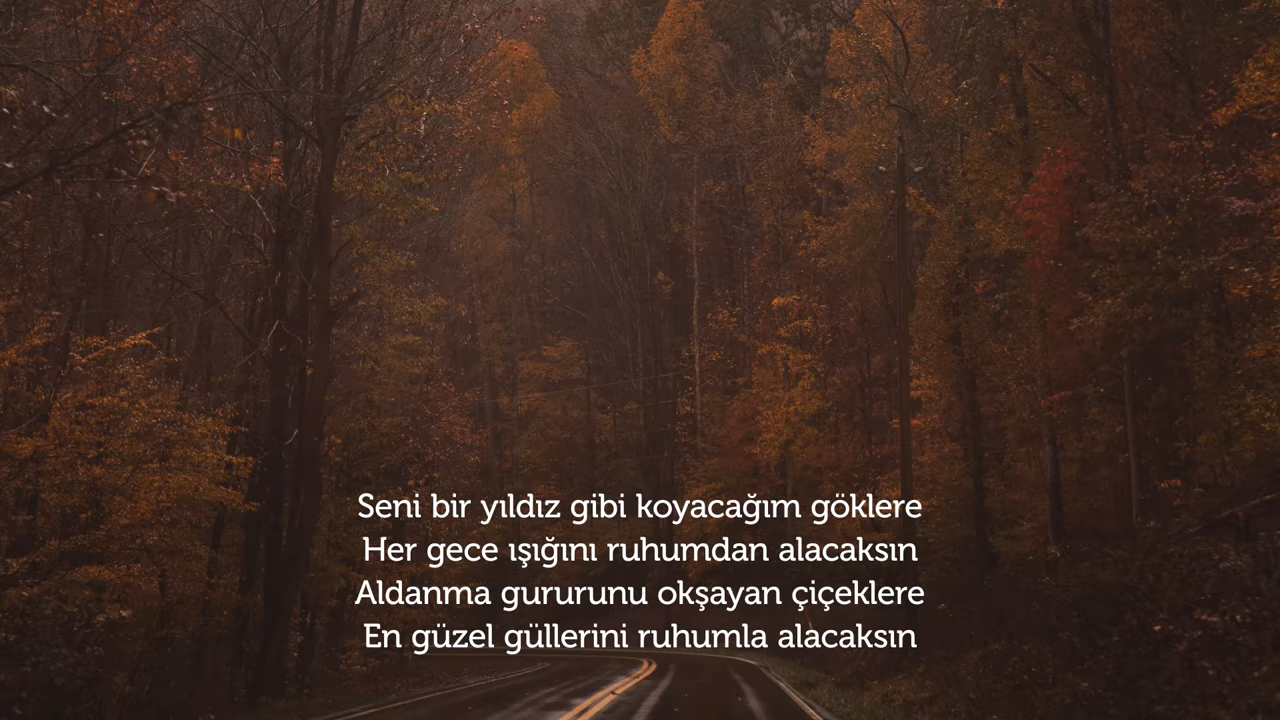 Seni bir yıldız gibi koyacağım göklere
Her gece ışığını ruhumdan alacaksın
Aldanma gururunu okşayan çiçeklere
En güzel güllerini ruhumla alacaksın